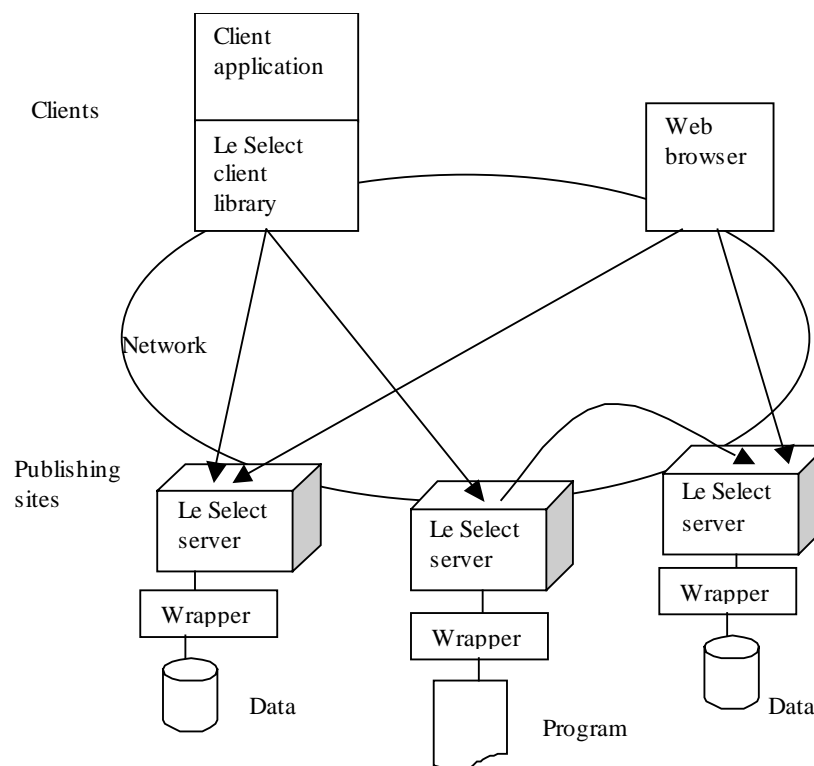 Client
application
Clients
Le Select
client
library
Web
browser
Network
Publishing
sites
Le Select
server
Le Select
server
Le Select
server
Wrapper
Wrapper
Wrapper
Data
Program
Data